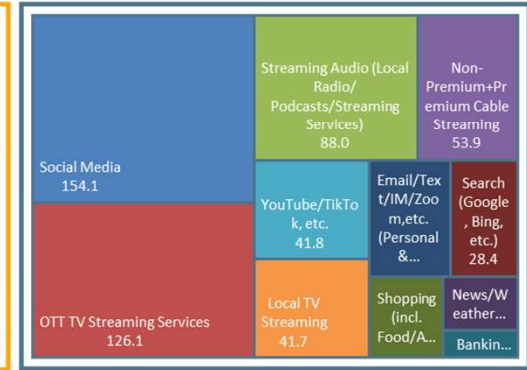 Social Media
154.1
OTT TV Streaming Services
126.1
Streaming Audio (Local
Radio/
Podcasts/Streaming
Services)
88.0
Non-
Premium+Pr
emium Cable
Streaming
53.9
YouTube/TikTo
k, etc.
41.8
Local TV
Streaming
41.7
Email/Tex
t/IM/Zoo
m,etc.
(Personal
&...
Search
(Google
, Bing,
etc.)
28.4
Shopping
(incl.
Food/A...
News/W
eather...
Bankin...